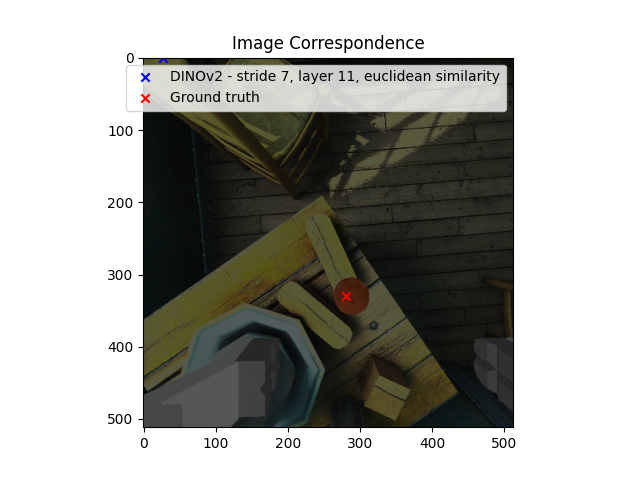 Image Correspondence
DINOv2 - stride 7, layer 11, euclidean similarity
Ground truth
0
100
200
300
400
500
0 100 200 300 400 500